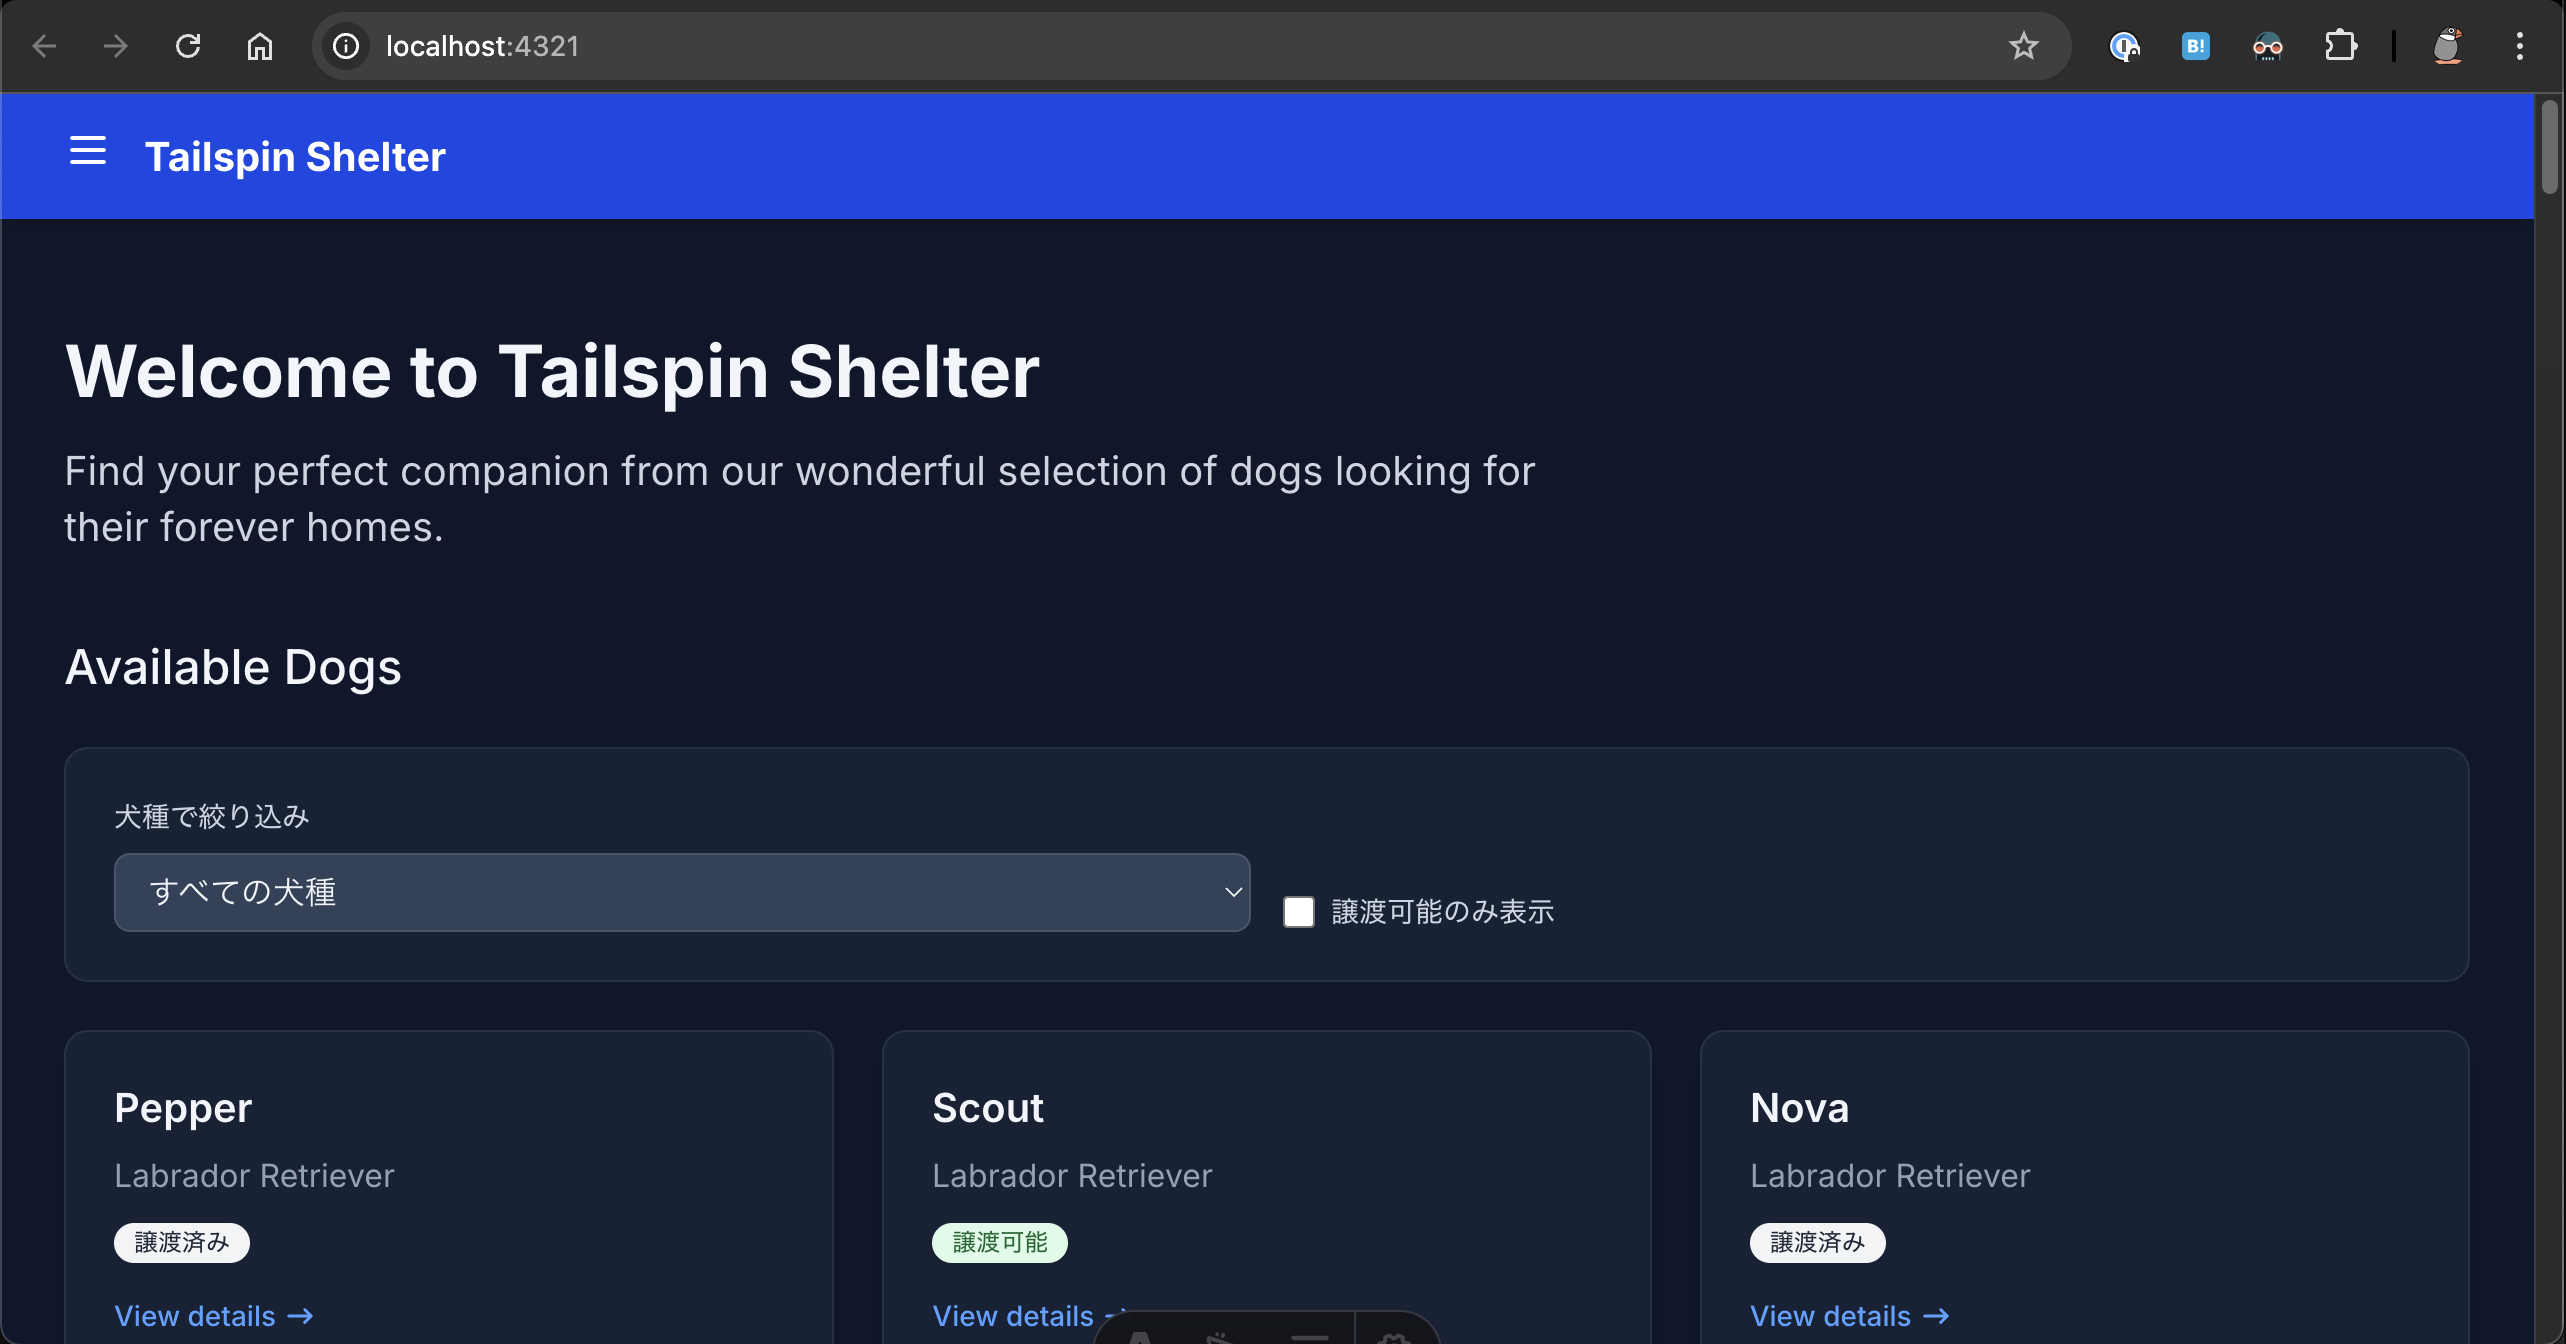 localhost:4321
B!
Tailspin Shelter
Welcome to Tailspin Shelter
Find your perfect companion from our wonderful selection of dogs looking for
their forever homes.
Available Dogs
犬種で絞り込み
すべての犬種
譲渡可能のみ表示
Pepper
Labrador Retriever
譲渡済み
View details →
Scout
Labrador Retriever
譲渡可能
View details →
Nova
Labrador Retriever
譲渡済み
View details →